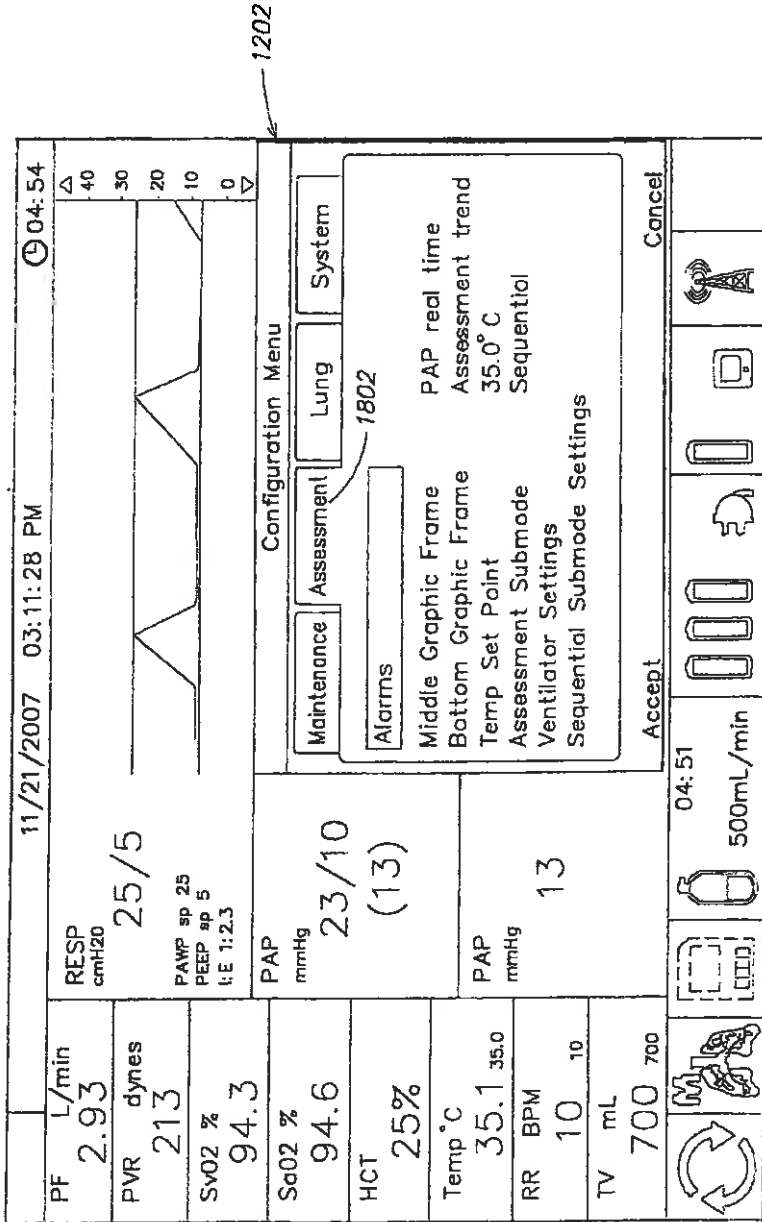 11/21/2007 03:11:28 PM
04:54
PF L/min
2.93
PVR dynes
213
SvO2 %
94.3
SaO2 %
94.6
HCT
25%
Temp °C
35.1 35.0
RR BPM
10 10
TV mL
700 700
RESP
cmH2O
25/5
PAWP sp 25
PEEP sp 5
I:E 1:2.3
40
30
20
10
0
PAP
mmHg
23/10
(13)
PAP
mmHg
13
Configuration Menu
Maintenance
Assessment
Lung
System
1802
1202
Alarms
Middle Graphic Frame PAP real time
Bottom Graphic Frame Assessment trend
Temp Set Point 35.0°C
Assessment Submode Sequential
Ventilator Settings
Sequential Submode Settings
Accept
Cancel
M
04:51
500mL/min